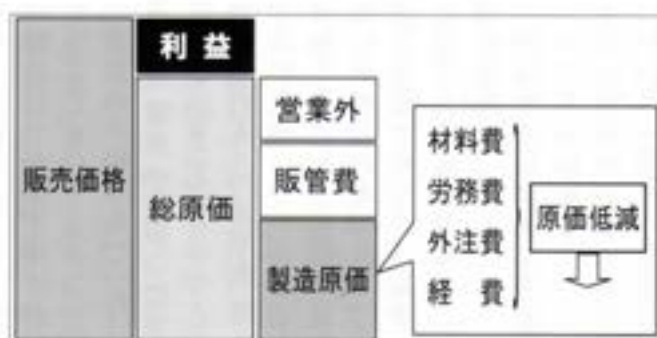 販売価格
利益
総原価
営業外
販管費
製造原価
材料費
労務費
外注費
経 費
原価低減